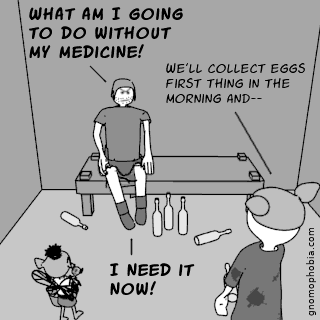 WHAT AM I GOING
TO DO WITHOUT
MY MEDICINE!
WE'LL COLLECT EGGS
FIRST THING IN THE
MORNING AND--
I NEED IT
NOW!
gnomophobia.com